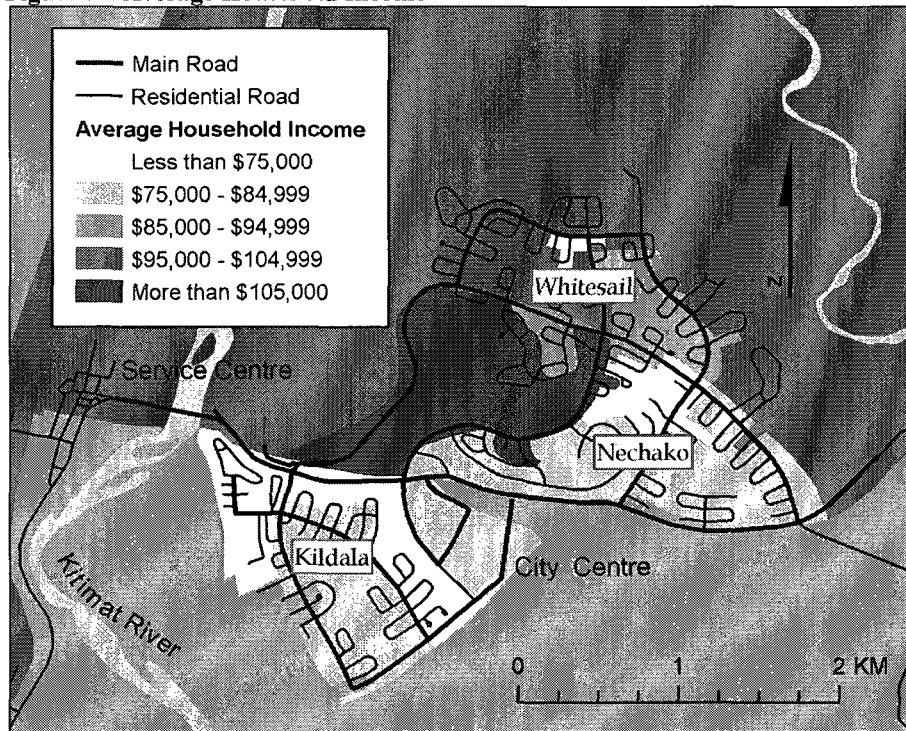 Main Road
Residential Road
Average Household Income
Less than $75,000
$75,000 - $84,999
$85,000 - $94,999
$95,000 - $104,999
More than $105,000
Whitesail
N
Service Centre
Nechako
Kildala
City Centre
Kitimat River
0 1 2 KM